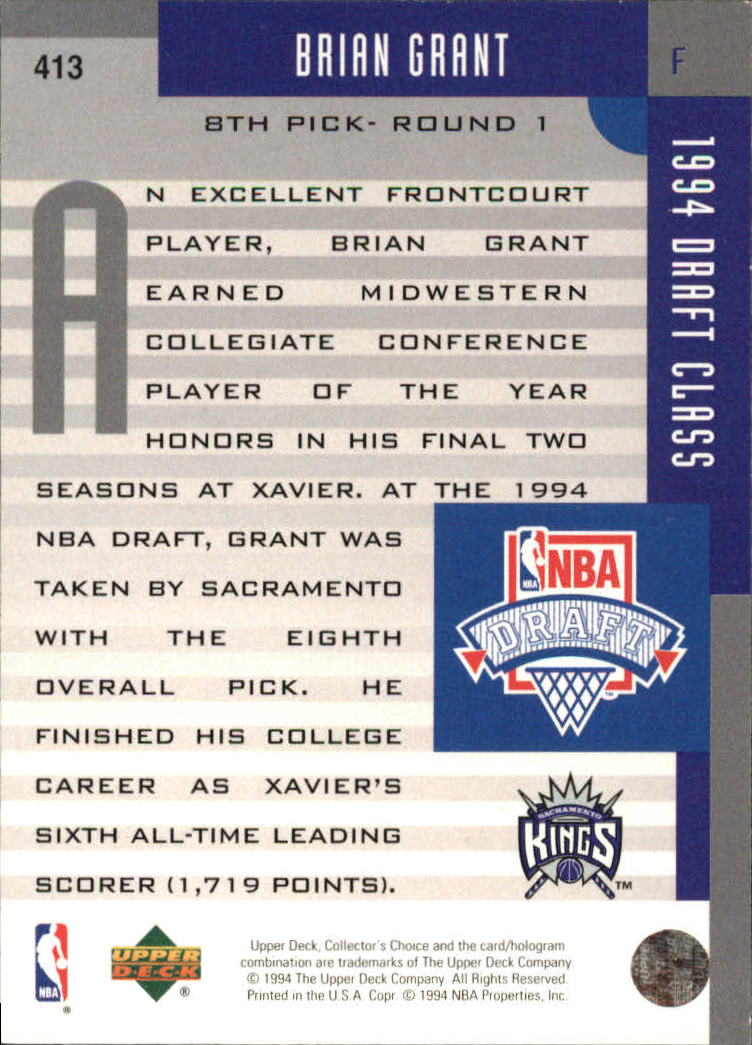 413
BRIAN GRANT
F
8TH PICK- ROUND 1
1994 DRAFT CLASS
AN EXCELLENT FRONTCOURT
PLAYER, BRIAN GRANT
EARNED MIDWESTERN
COLLEGIATE CONFERENCE
PLAYER OF THE YEAR
HONORS IN HIS FINAL TWO
SEASONS AT XAVIER. AT THE 1994
NBA DRAFT, GRANT WAS
TAKEN BY SACRAMENTO
WITH THE EIGHTH
OVERALL PICK. HE
FINISHED HIS COLLEGE
CAREER AS XAVIER'S
SIXTH ALL-TIME LEADING
SCORER (1,719 POINTS).
NBA
NBA
DRAFT
TM
SACRAMENTO
KINGS
TM
NBA
®
UPPER
DECK
®
Upper Deck, Collector's Choice and the card/hologram
combination are trademarks of The Upper Deck Company
© 1994 The Upper Deck Company. All Rights Reserved.
Printed in the U.S.A. Copr. © 1994 NBA Properties, Inc.